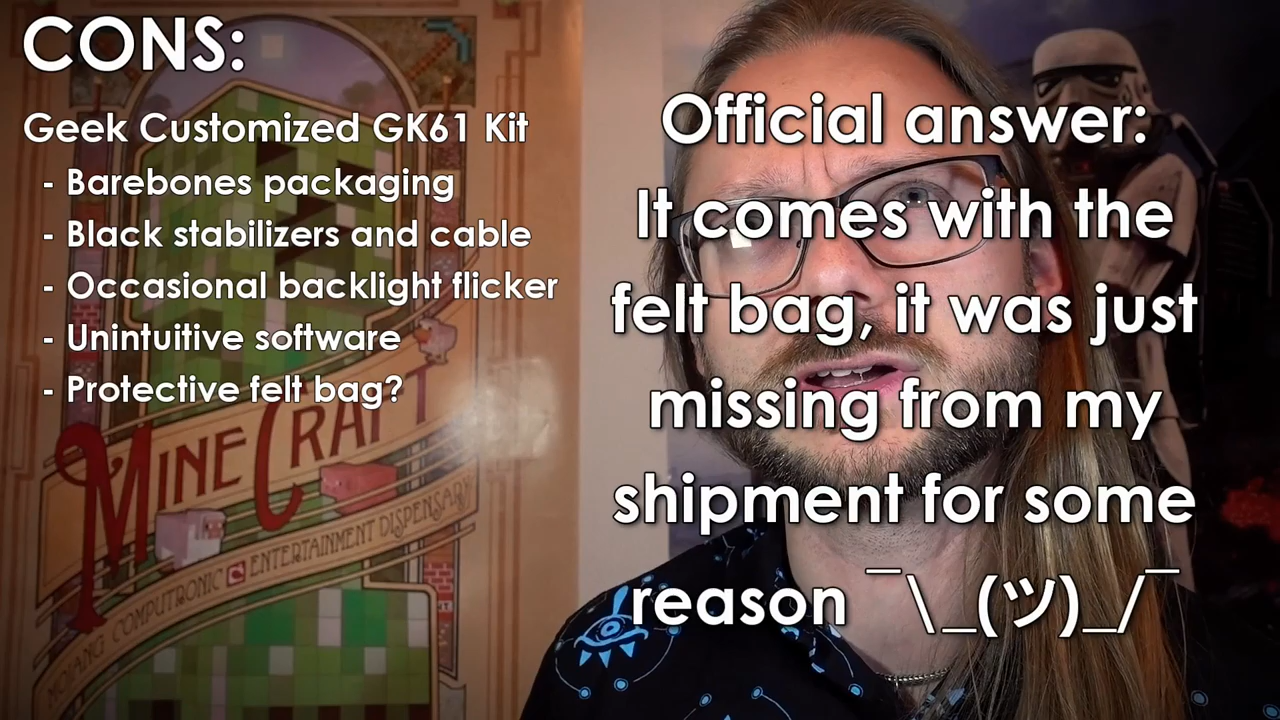 CONS:
Geek Customized GK61 Kit
- Barebones packaging
- Black stabilizers and cable
- Occasional backlight flicker
- Unintuitive software
- Protective felt bag?
Official answer:
It comes with the
felt bag, it was just
missing from my
shipment for some
reason ¯\_(ツ)_/¯
MINECRAFT
MOJANG COMPUTRONIC ENTERTAINMENT DISPENSARY